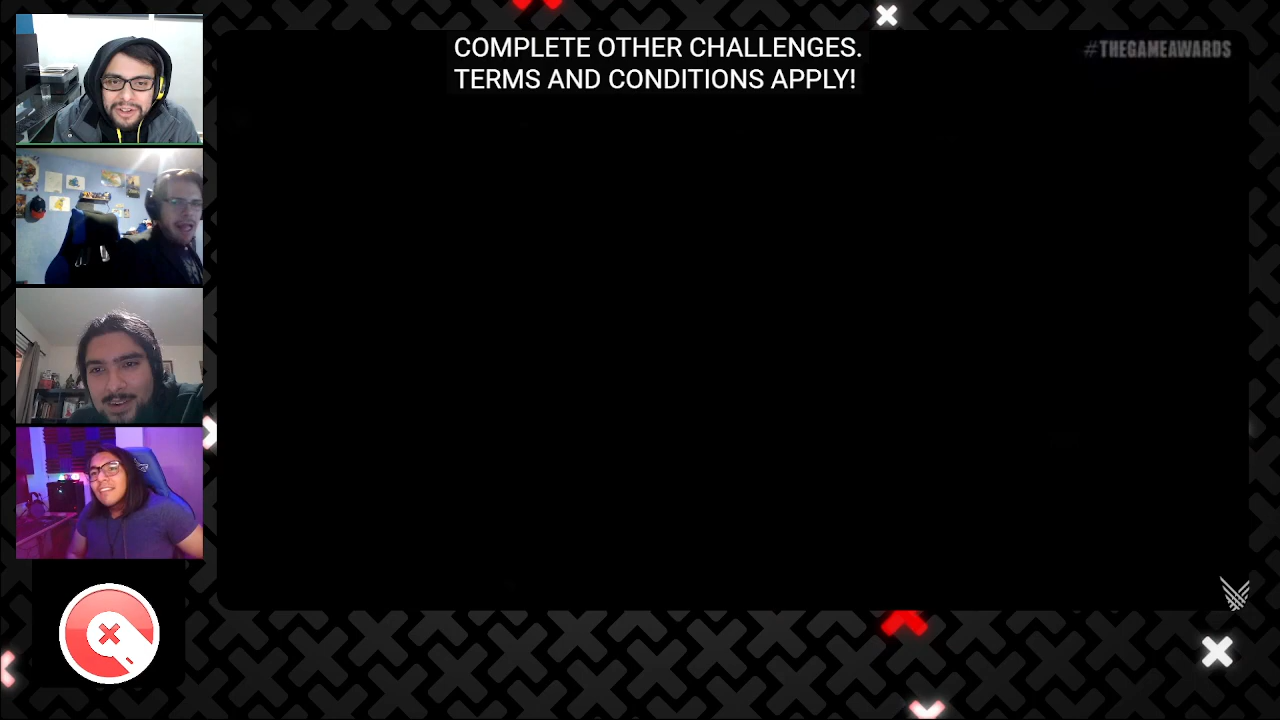 COMPLETE OTHER CHALLENGES.
TERMS AND CONDITIONS APPLY!
#THEGAMEAWARDS